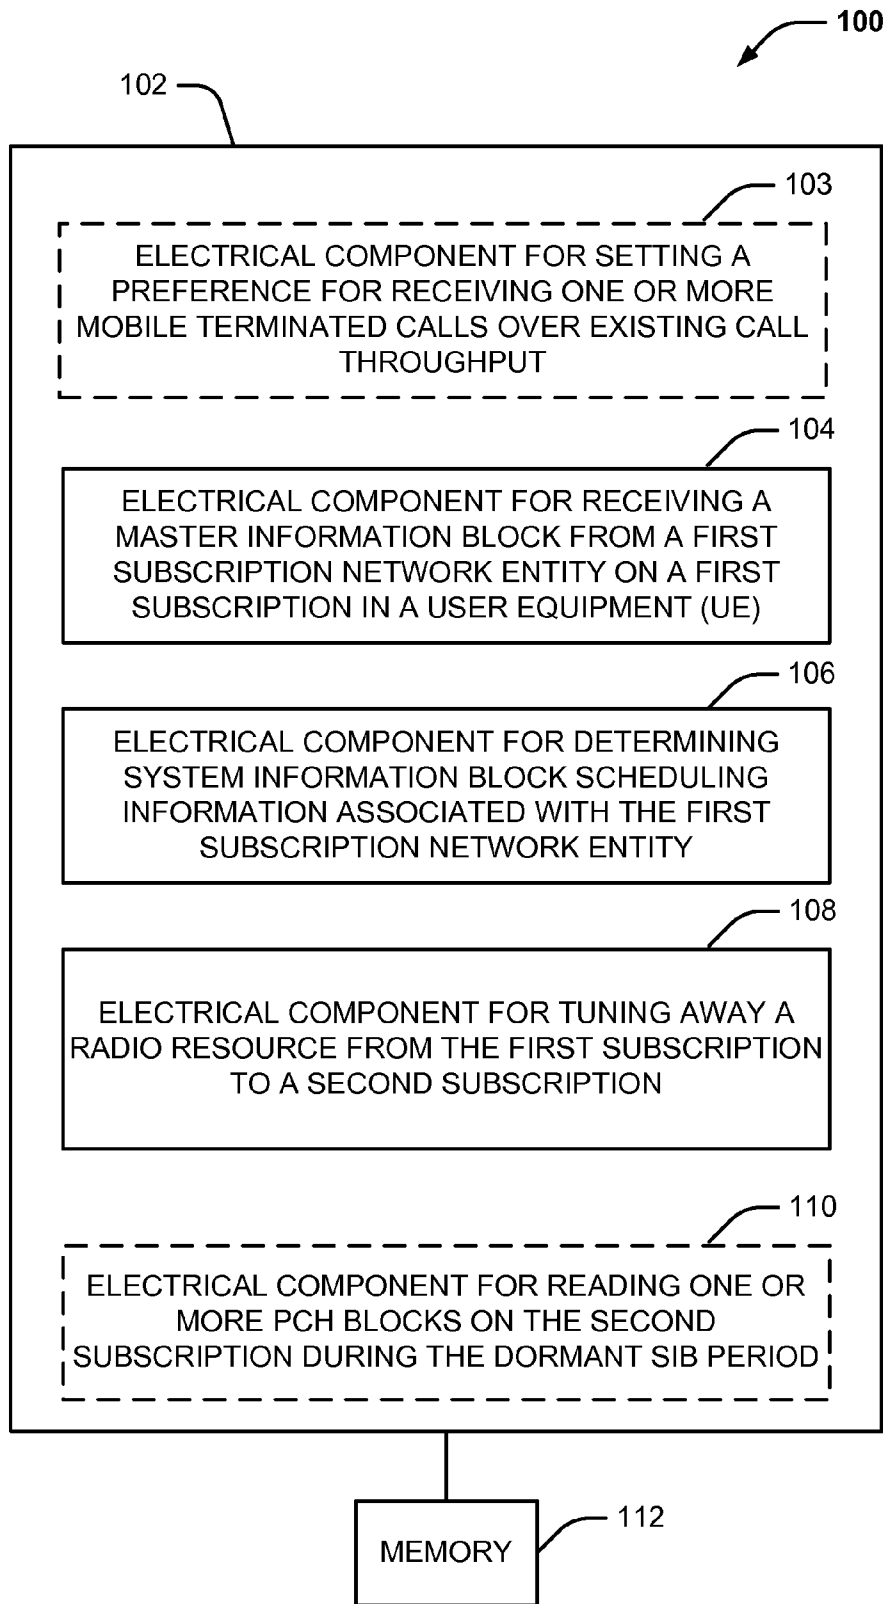 100
102
103
ELECTRICAL COMPONENT FOR SETTING A
PREFERENCE FOR RECEIVING ONE OR MORE
MOBILE TERMINATED CALLS OVER EXISTING CALL
THROUGHPUT
104
ELECTRICAL COMPONENT FOR RECEIVING A
MASTER INFORMATION BLOCK FROM A FIRST
SUBSCRIPTION NETWORK ENTITY ON A FIRST
SUBSCRIPTION IN A USER EQUIPMENT (UE)
106
ELECTRICAL COMPONENT FOR DETERMINING
SYSTEM INFORMATION BLOCK SCHEDULING
INFORMATION ASSOCIATED WITH THE FIRST
SUBSCRIPTION NETWORK ENTITY
108
ELECTRICAL COMPONENT FOR TUNING AWAY A
RADIO RESOURCE FROM THE FIRST SUBSCRIPTION
TO A SECOND SUBSCRIPTION
110
ELECTRICAL COMPONENT FOR READING ONE OR
MORE PCH BLOCKS ON THE SECOND
SUBSCRIPTION DURING THE DORMANT SIB PERIOD
112
MEMORY